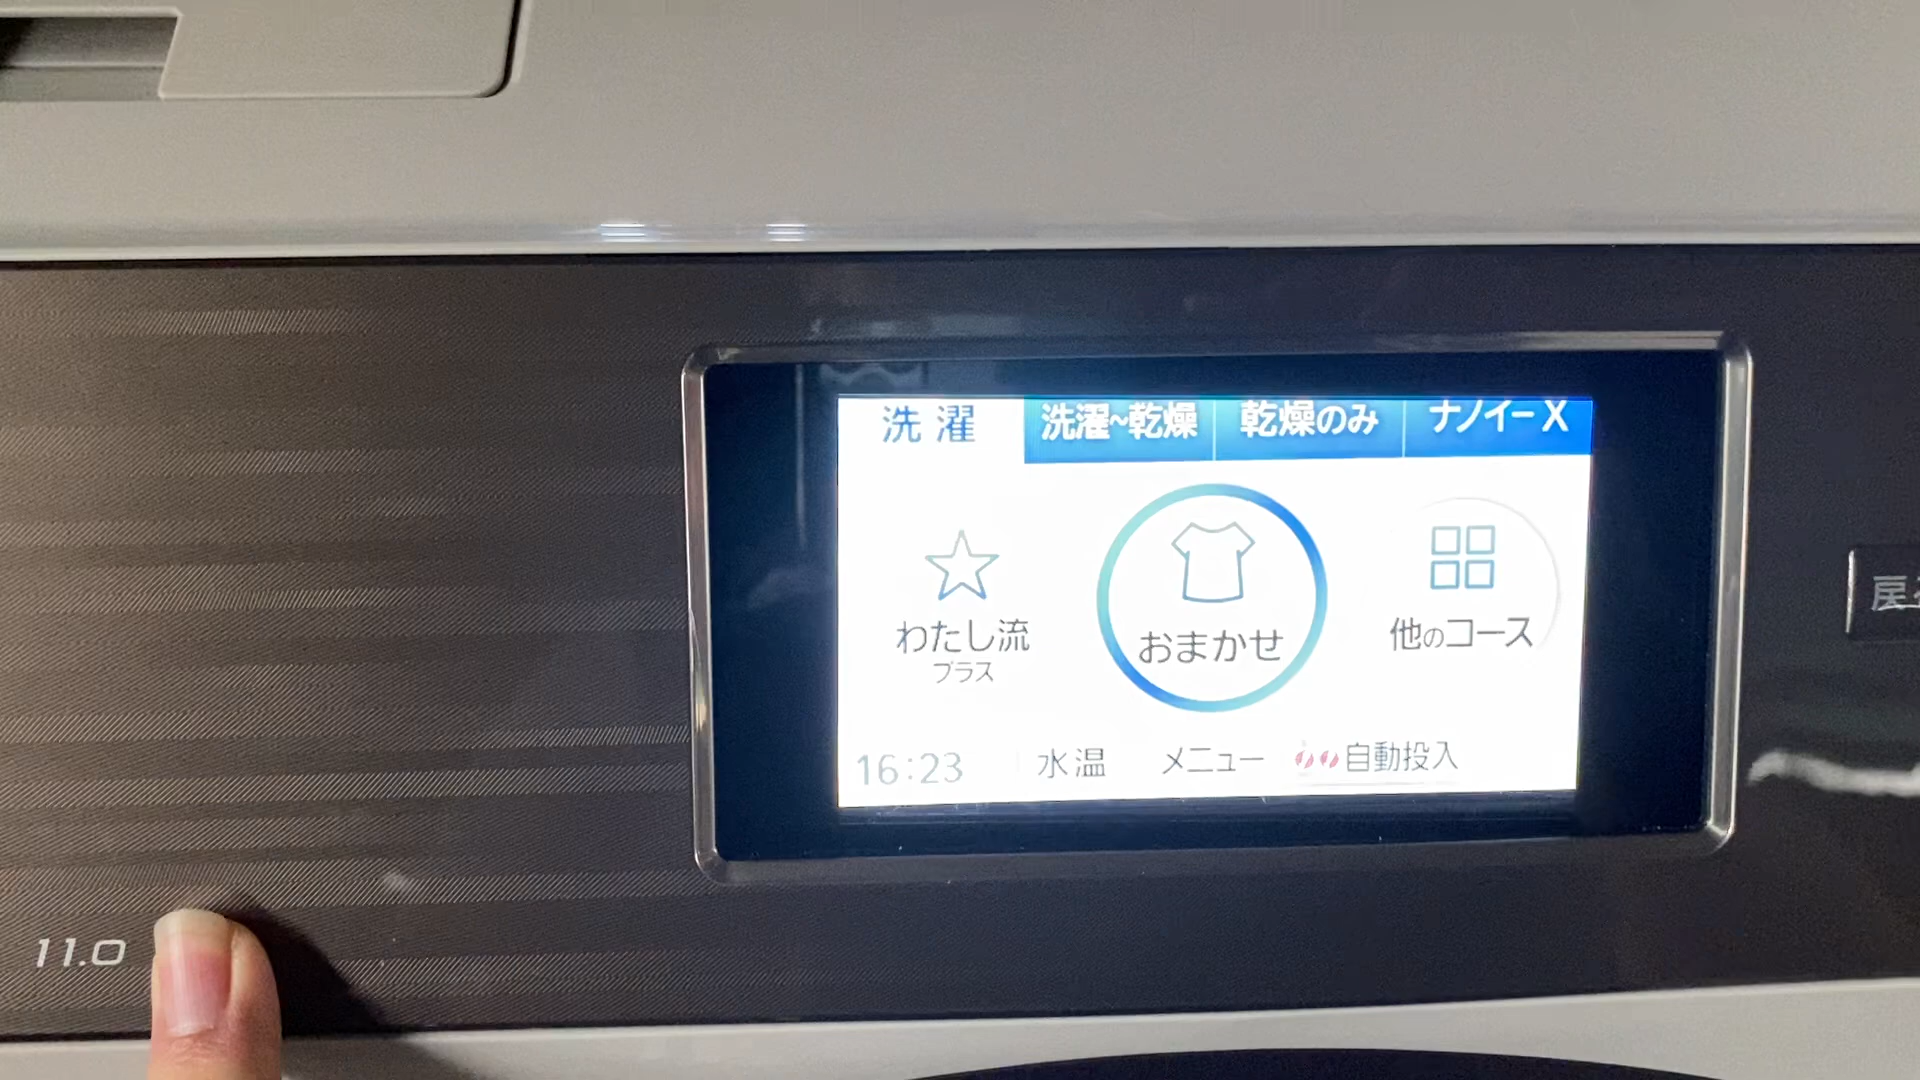 洗濯
洗濯~乾燥
乾燥のみ
ナノイーX
わたし流
プラス
おまかせ
他のコース
16:23
水温
メニュー
自動投入
戻
11.0